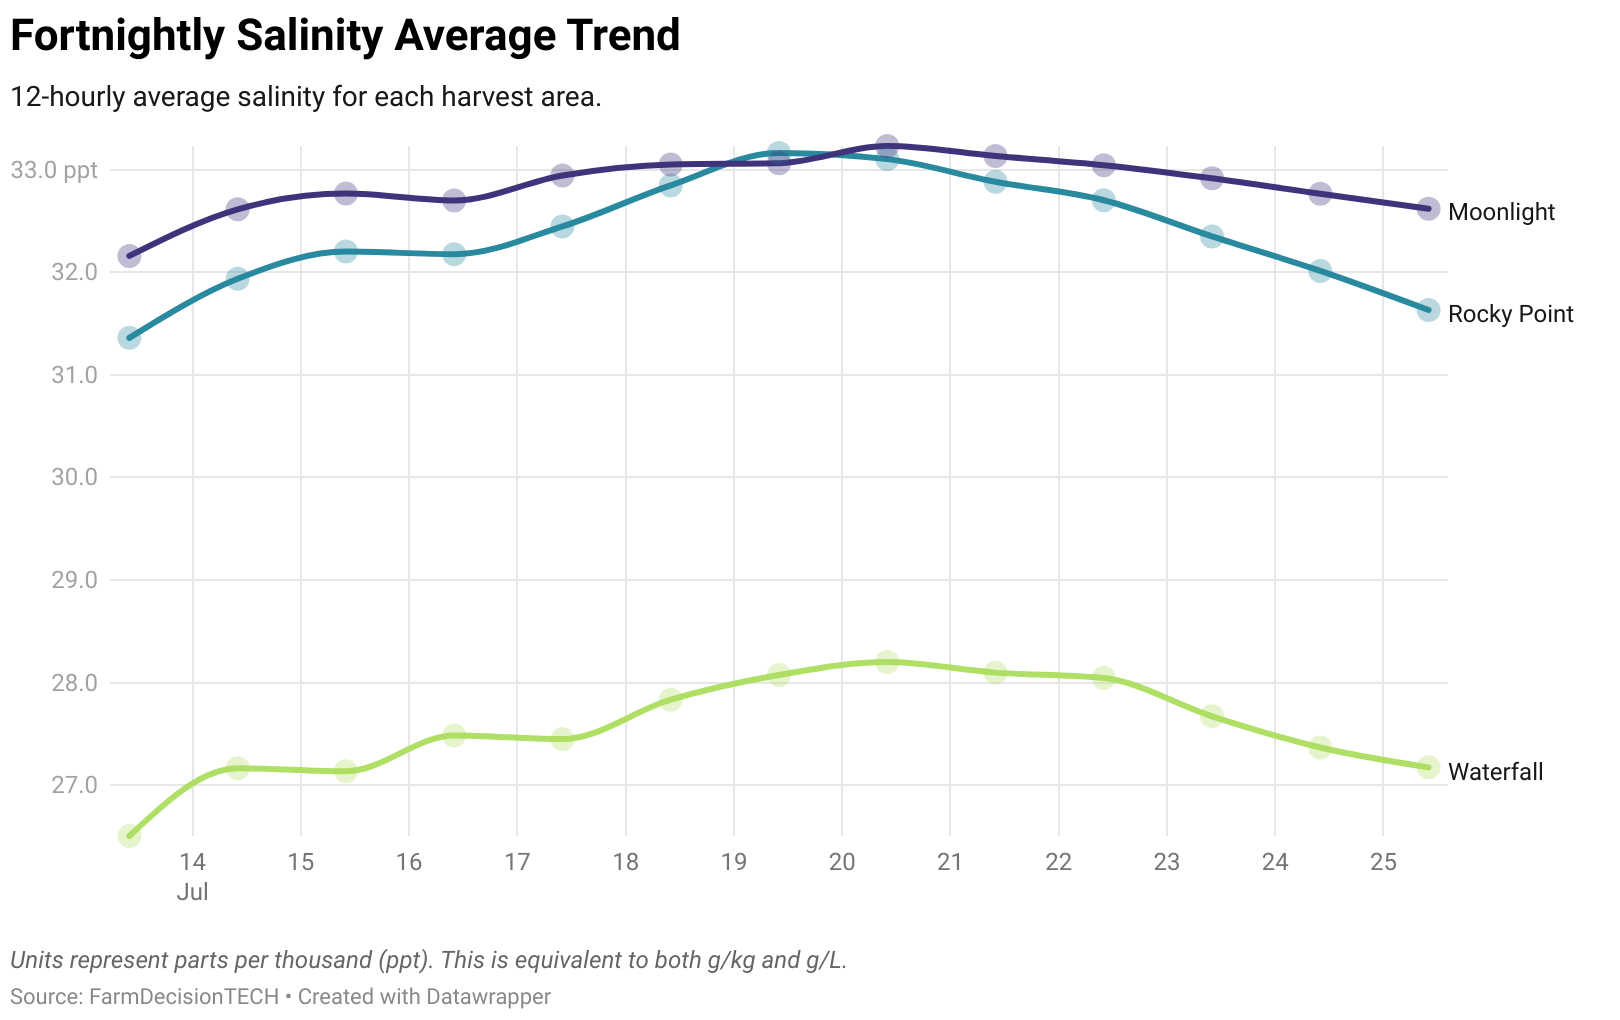 Fortnightly Salinity Average Trend
12-hourly average salinity for each harvest area.
33.0 ppt
32.0
31.0
30.0
29.0
28.0
27.0
Moonlight
Rocky Point
Waterfall
14 15 16 17 18 19 20 21 22 23 24 25
Jul
Units represent parts per thousand (ppt). This is equivalent to both g/kg and g/L.
Source: FarmDecisionTECH • Created with Datawrapper